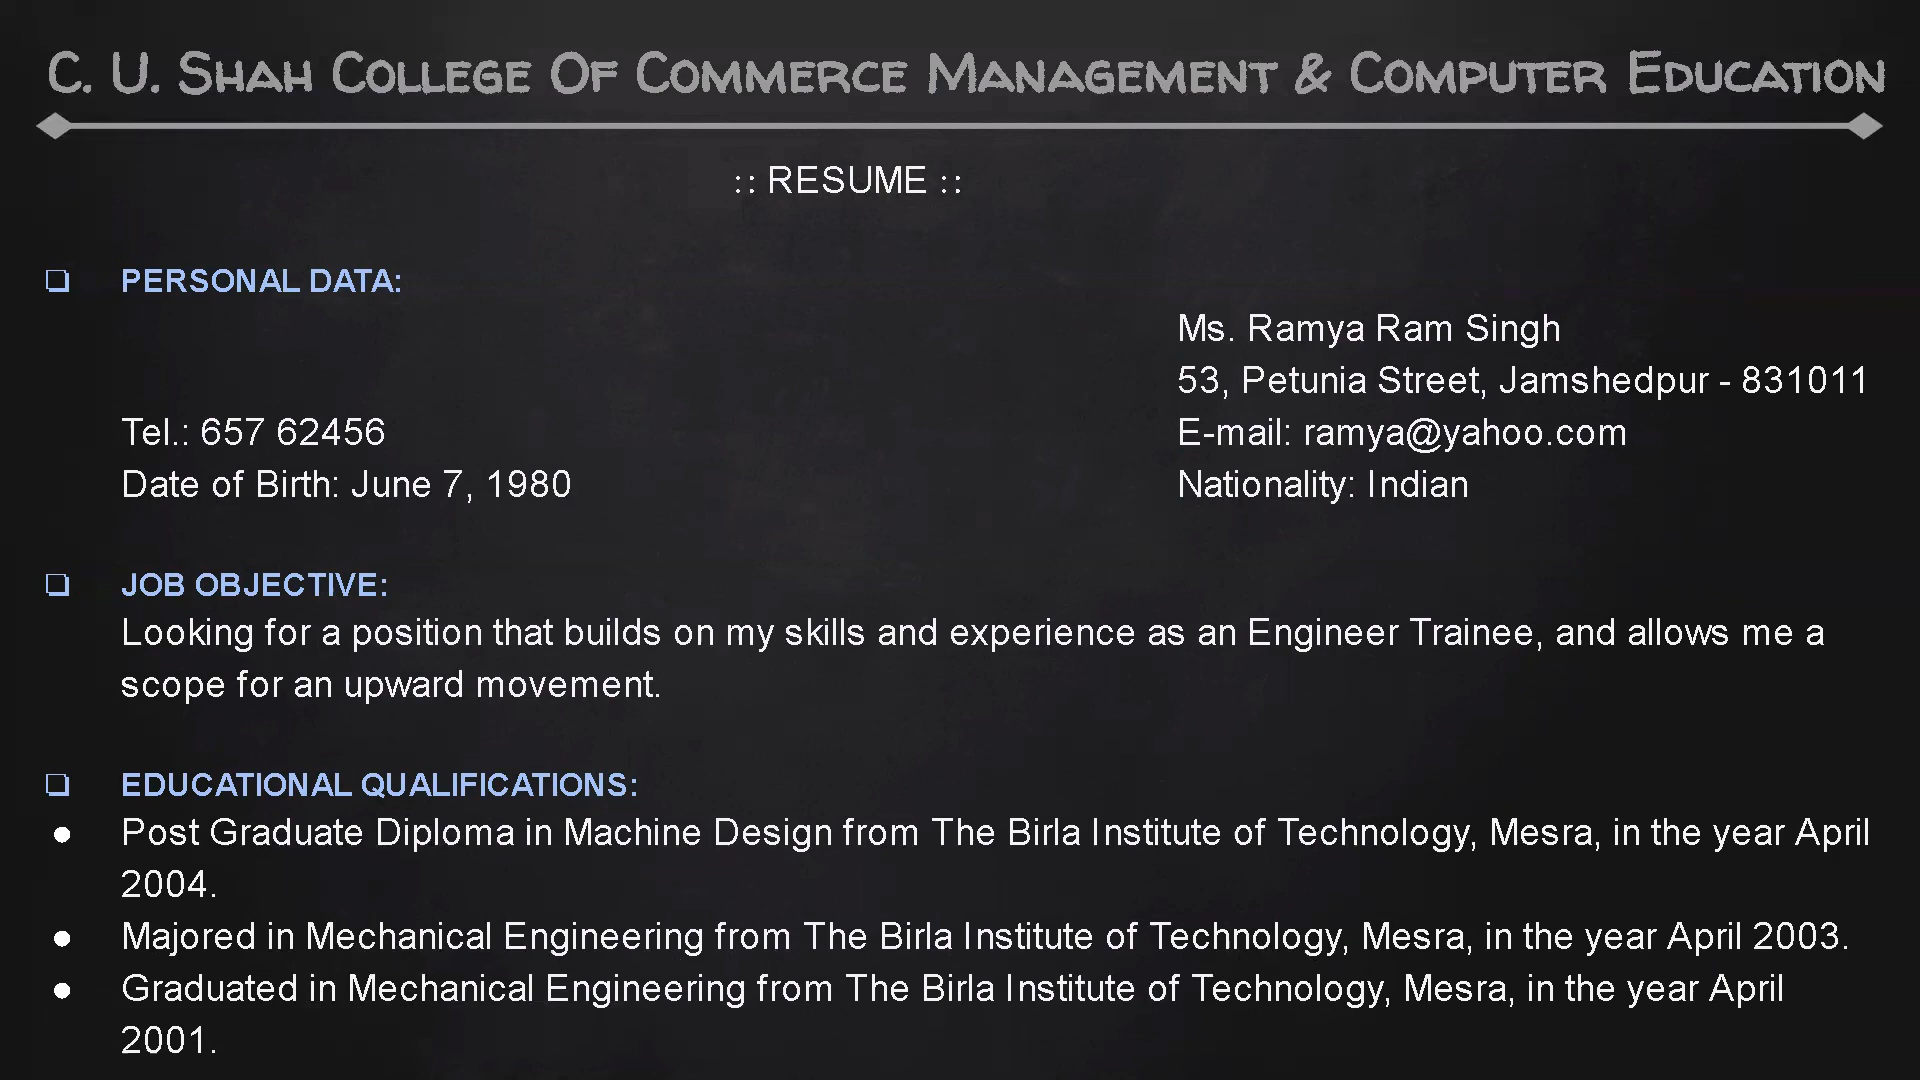 C. U. Shah College Of Commerce Management & Computer Education
:: RESUME ::
❏ PERSONAL DATA:
Ms. Ramya Ram Singh
53, Petunia Street, Jamshedpur - 831011
Tel.: 657 62456 E-mail: ramya@yahoo.com
Date of Birth: June 7, 1980 Nationality: Indian
❏ JOB OBJECTIVE:
Looking for a position that builds on my skills and experience as an Engineer Trainee, and allows me a
scope for an upward movement.
❏ EDUCATIONAL QUALIFICATIONS:
● Post Graduate Diploma in Machine Design from The Birla Institute of Technology, Mesra, in the year April
2004.
● Majored in Mechanical Engineering from The Birla Institute of Technology, Mesra, in the year April 2003.
● Graduated in Mechanical Engineering from The Birla Institute of Technology, Mesra, in the year April
2001.